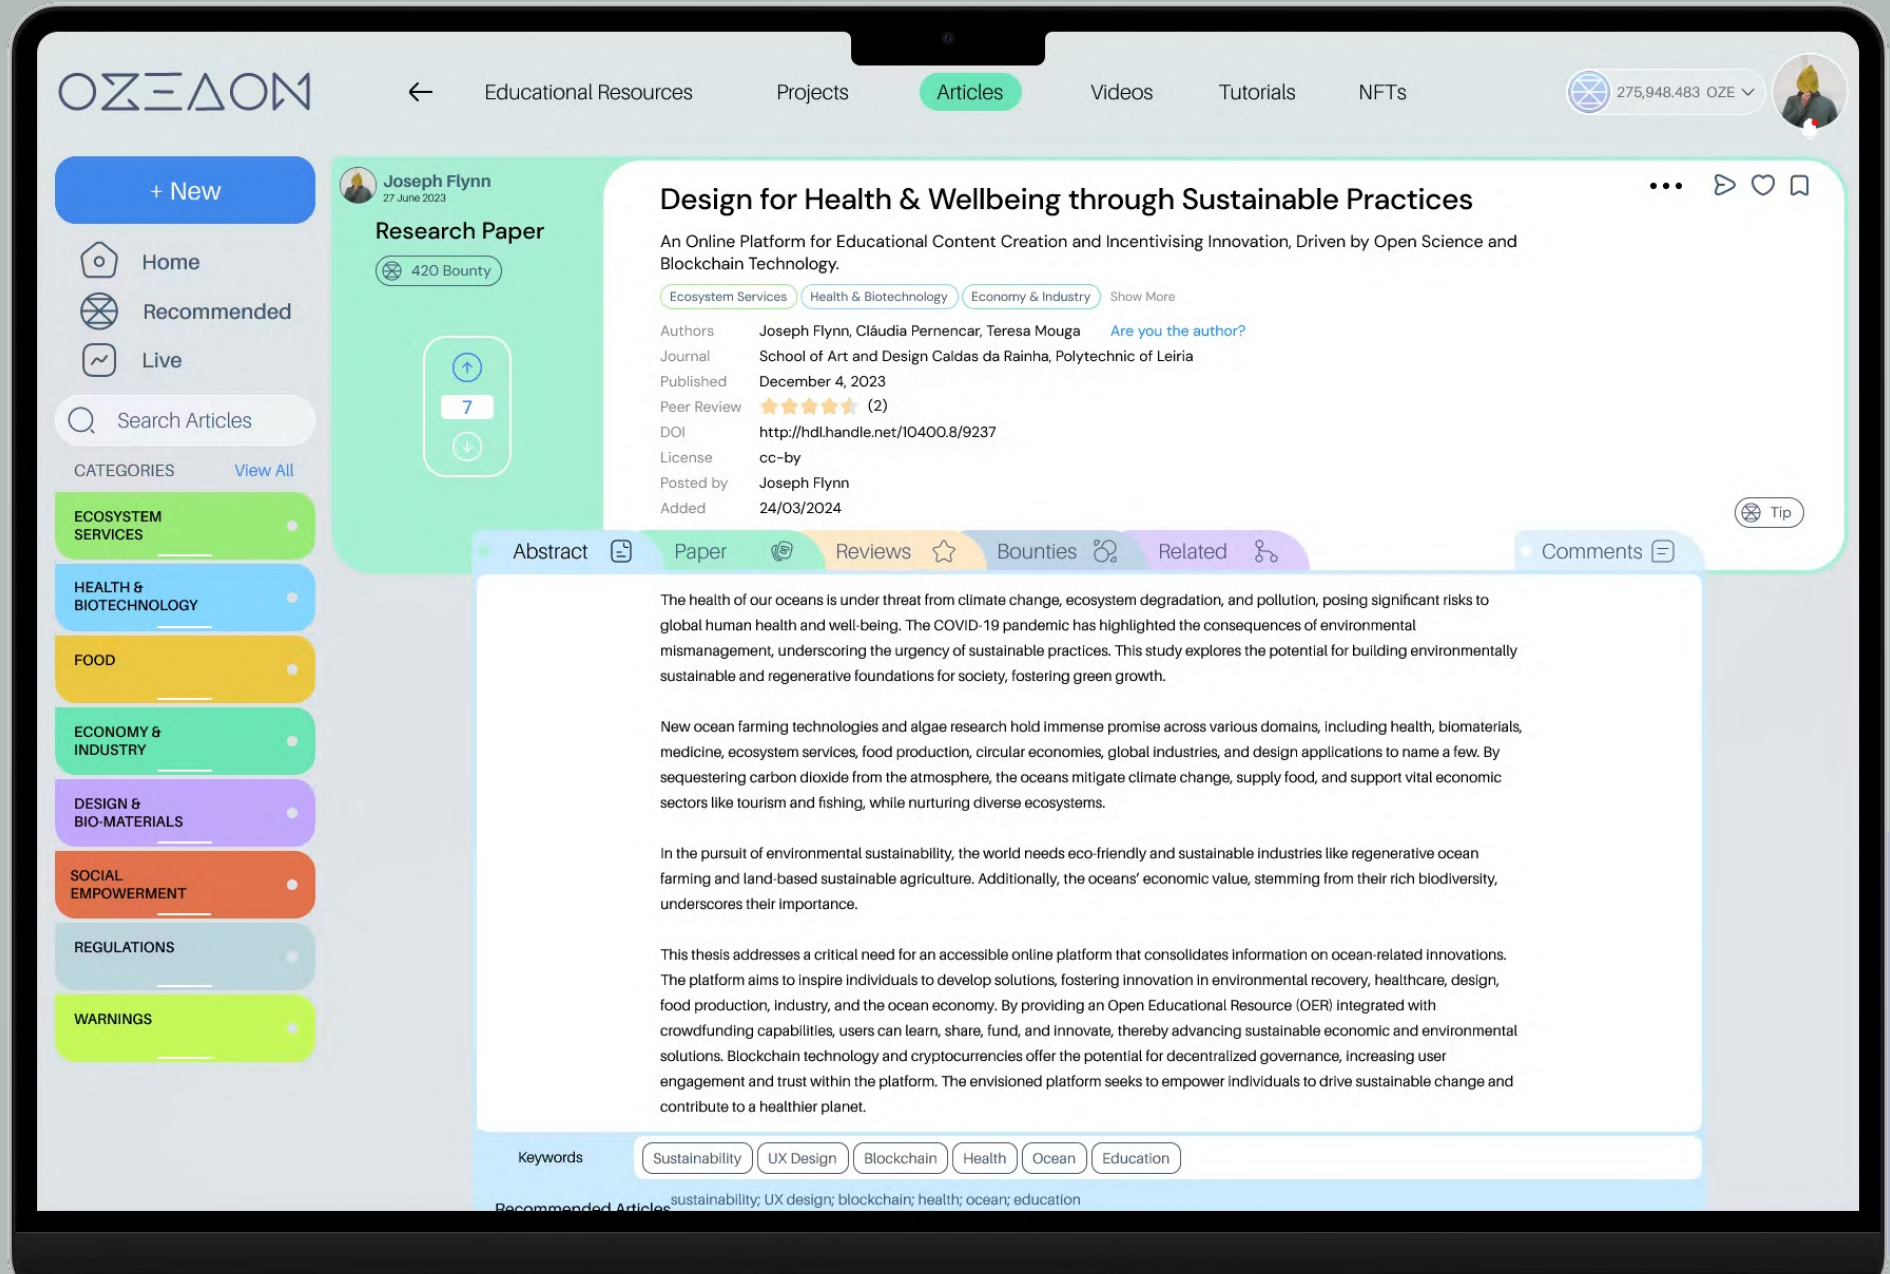 OZEAON
Educational Resources
Projects
Articles
Videos
Tutorials
NFTs
275,948.483 OZE
+ New
Home
Recommended
Live
Search Articles
CATEGORIES View All
ECOSYSTEM
SERVICES
HEALTH &
BIOTECHNOLOGY
FOOD
ECONOMY &
INDUSTRY
DESIGN &
BIO-MATERIALS
SOCIAL
EMPOWERMENT
REGULATIONS
WARNINGS
Joseph Flynn
27 June 2023
Research Paper
420 Bounty
7
Design for Health & Wellbeing through Sustainable Practices
An Online Platform for Educational Content Creation and Incentivising Innovation, Driven by Open Science and
Blockchain Technology.
Ecosystem Services Health & Biotechnology Economy & Industry Show More
Authors Joseph Flynn, Cláudia Pernencar, Teresa Mouga Are you the author?
Journal School of Art and Design Caldas da Rainha, Polytechnic of Leiria
Published December 4, 2023
Peer Review (2)
DOI http://hdl.handle.net/10400.8/9237
License cc-by
Posted by Joseph Flynn
Added 24/03/2024
Tip
Abstract
Paper
Reviews
Bounties
Related
Comments
The health of our oceans is under threat from climate change, ecosystem degradation, and pollution, posing significant risks to
global human health and well-being. The COVID-19 pandemic has highlighted the consequences of environmental
mismanagement, underscoring the urgency of sustainable practices. This study explores the potential for building environmentally
sustainable and regenerative foundations for society, fostering green growth.
New ocean farming technologies and algae research hold immense promise across various domains, including health, biomaterials,
medicine, ecosystem services, food production, circular economies, global industries, and design applications to name a few. By
sequestering carbon dioxide from the atmosphere, the oceans mitigate climate change, supply food, and support vital economic
sectors like tourism and fishing, while nurturing diverse ecosystems.
In the pursuit of environmental sustainability, the world needs eco-friendly and sustainable industries like regenerative ocean
farming and land-based sustainable agriculture. Additionally, the oceans' economic value, stemming from their rich biodiversity,
underscores their importance.
This thesis addresses a critical need for an accessible online platform that consolidates information on ocean-related innovations.
The platform aims to inspire individuals to develop solutions, fostering innovation in environmental recovery, healthcare, design,
food production, industry, and the ocean economy. By providing an Open Educational Resource (OER) integrated with
crowdfunding capabilities, users can learn, share, fund, and innovate, thereby advancing sustainable economic and environmental
solutions. Blockchain technology and cryptocurrencies offer the potential for decentralized governance, increasing user
engagement and trust within the platform. The envisioned platform seeks to empower individuals to drive sustainable change and
contribute to a healthier planet.
Keywords Sustainability UX Design Blockchain Health Ocean Education
sustainability; UX design; blockchain; health; ocean; education
Recommended Articles